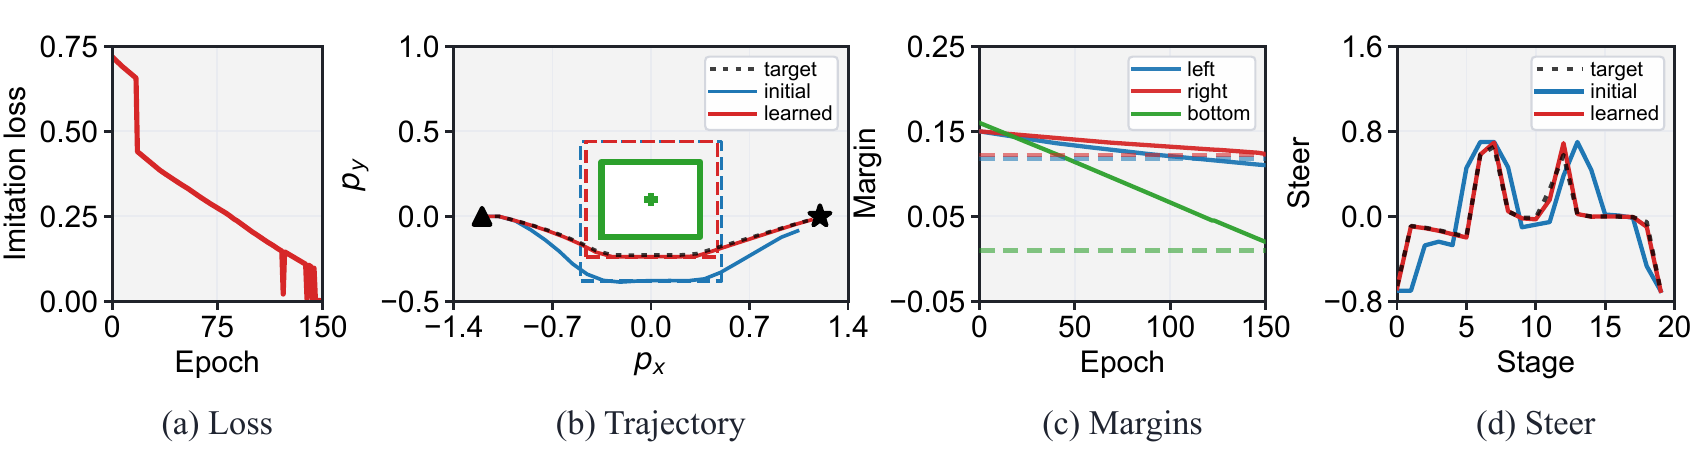 0.75
0.50
0.25
0.00
Imitation loss
0
75
150
Epoch
(a) Loss
1.0
0.5
0.0
−0.5
p_y
−1.4
−0.7
0.0
0.7
1.4
p_x
target
initial
learned
(b) Trajectory
0.25
0.15
0.05
−0.05
Margin
0
50
100
150
Epoch
left
right
bottom
(c) Margins
1.6
0.8
0.0
−0.8
Steer
0
5
10
15
20
Stage
target
initial
learned
(d) Steer